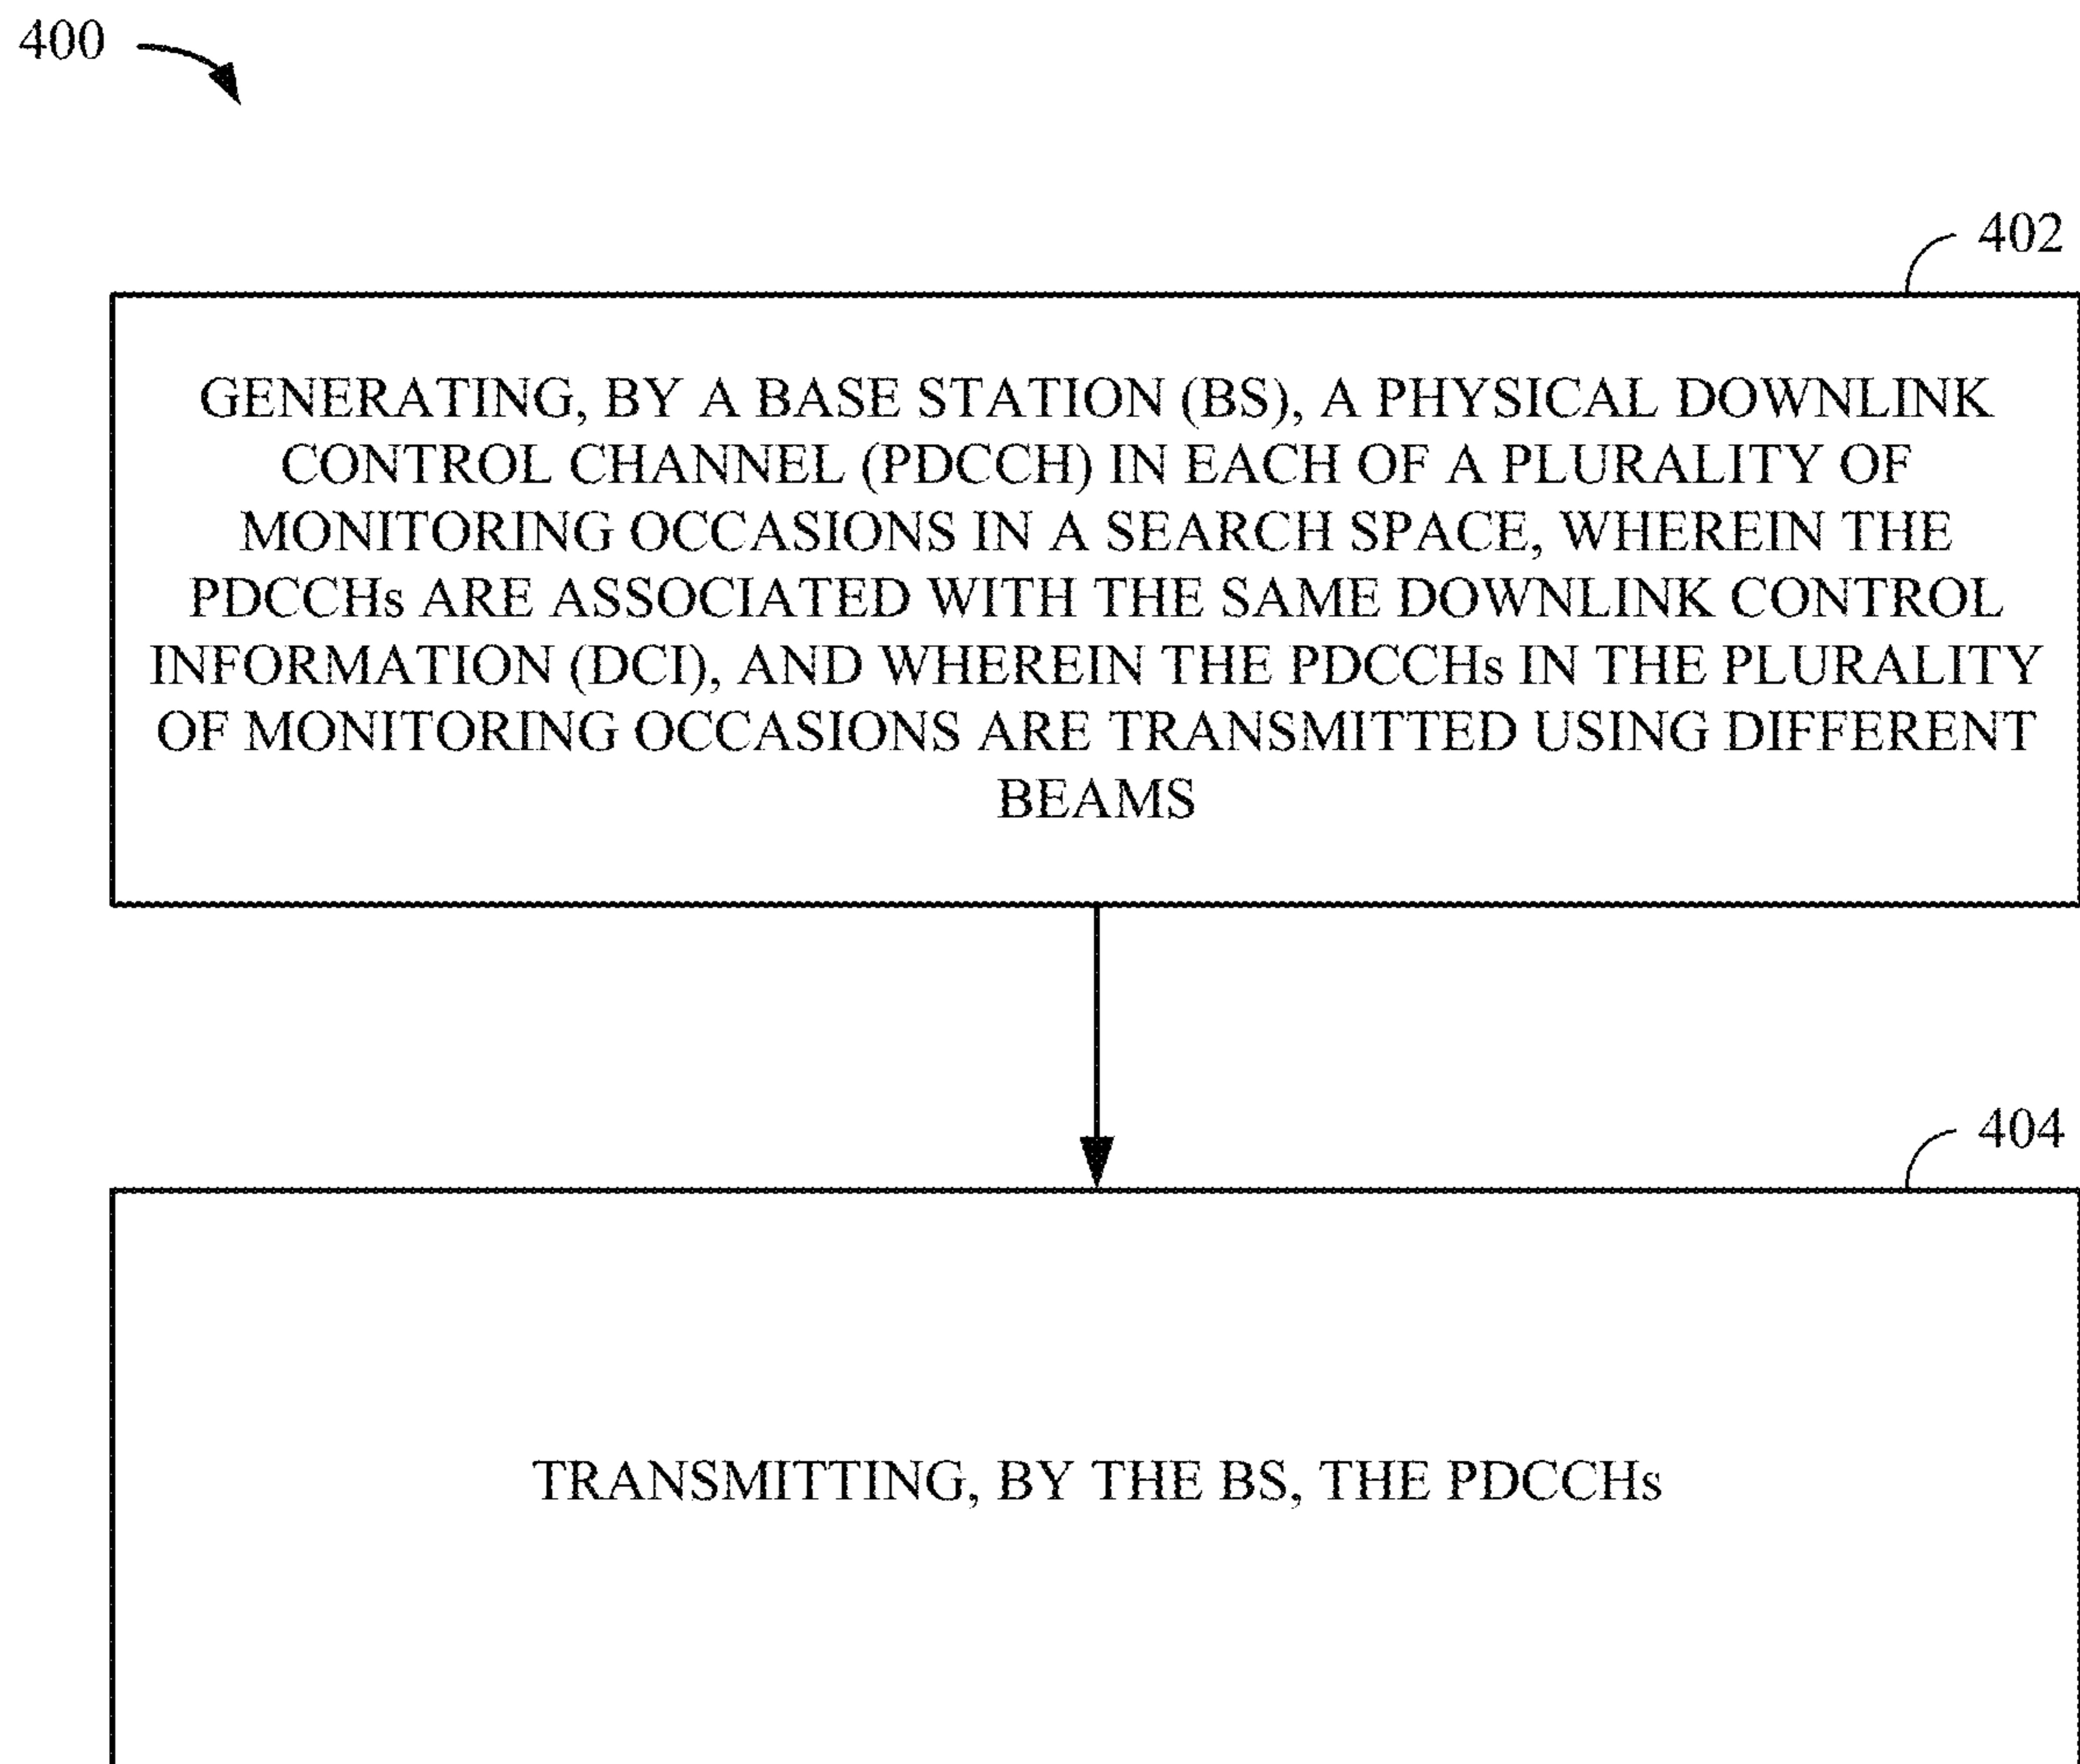 400
402
GENERATING, BY A BASE STATION (BS), A PHYSICAL DOWNLINK
CONTROL CHANNEL (PDCCH) IN EACH OF A PLURALITY OF
MONITORING OCCASIONS IN A SEARCH SPACE, WHEREIN THE
PDCCHs ARE ASSOCIATED WITH THE SAME DOWNLINK CONTROL
INFORMATION (DCI), AND WHEREIN THE PDCCHs IN THE PLURALITY
OF MONITORING OCCASIONS ARE TRANSMITTED USING DIFFERENT
BEAMS
404
TRANSMITTING, BY THE BS, THE PDCCHs